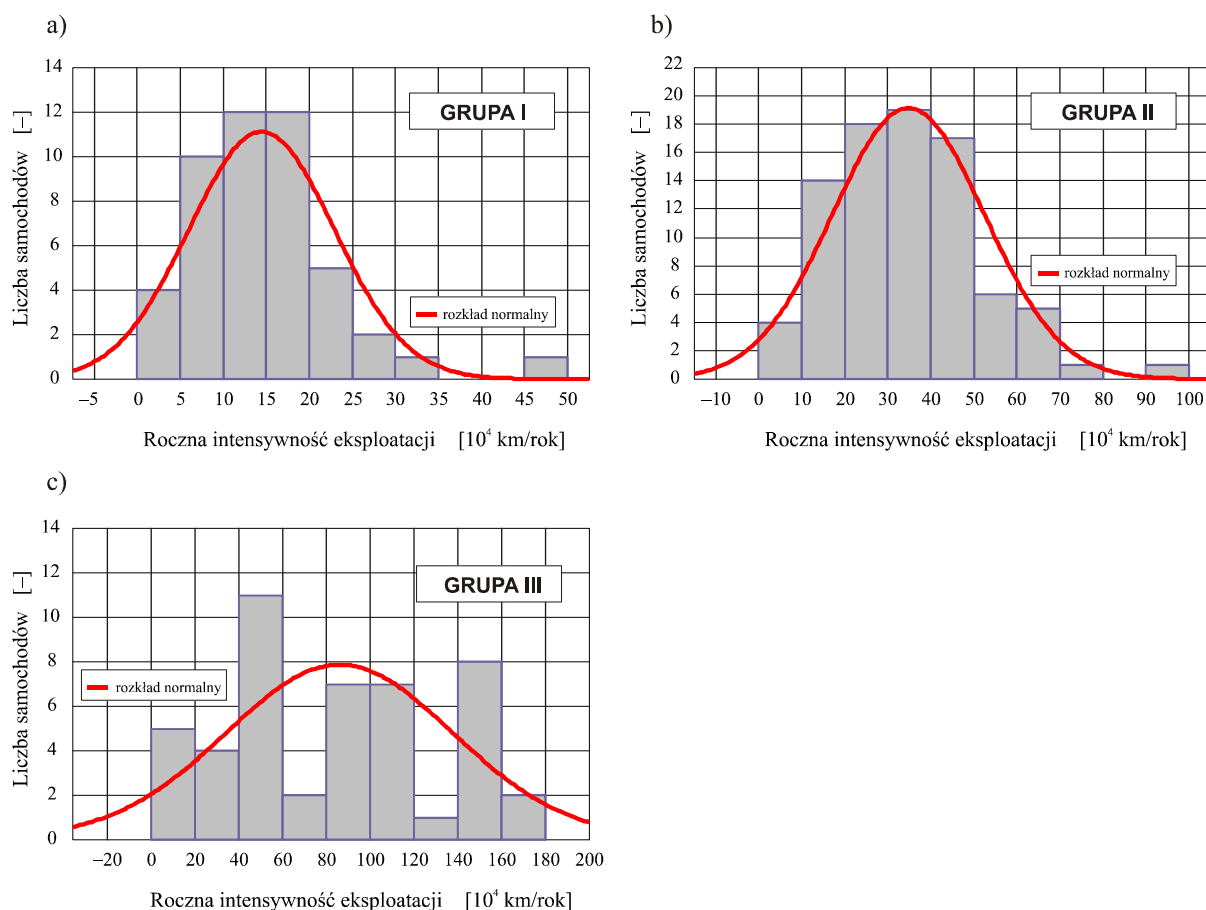 a)
14
12
10
8
6
4
2
0
Liczba samochodów [–]
GRUPA I
rozkład normalny
–5 0 5 10 15 20 25 30 35 40 45 50
Roczna intensywność eksploatacji [10⁴ km/rok]
b)
22
20
18
16
14
12
10
8
6
4
2
0
Liczba samochodów [–]
GRUPA II
rozkład normalny
–10 0 10 20 30 40 50 60 70 80 90 100
Roczna intensywność eksploatacji [10⁴ km/rok]
c)
14
12
10
8
6
4
2
0
Liczba samochodów [–]
GRUPA III
rozkład normalny
–20 0 20 40 60 80 100 120 140 160 180 200
Roczna intensywność eksploatacji [10⁴ km/rok]